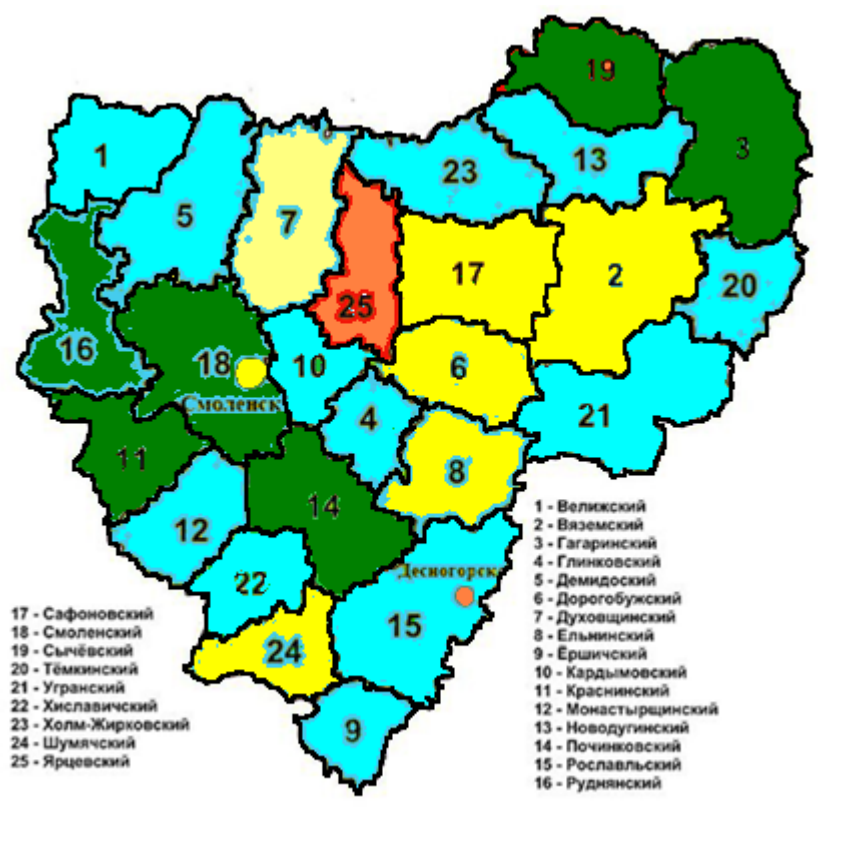 19
3
1
23
13
5
7
17
2
20
25
16
18
10
6
Смоленск
4
21
11
8
14
12
Десногорск
22
15
24
9
1 - Велижский
2 - Вяземский
3 - Гагаринский
4 - Глинковский
5 - Демидоский
6 - Дорогобужский
7 - Духовщинский
8 - Ельнинский
9 - Ёршичский
10 - Кардымовский
11 - Краснинский
12 - Монастырщинский
13 - Новодугинский
14 - Починковский
15 - Рославльский
16 - Руднянский
17 - Сафоновский
18 - Смоленский
19 - Сычёвский
20 - Тёмкинский
21 - Угранский
22 - Хиславичский
23 - Холм-Жирковский
24 - Шумячский
25 - Ярцевский